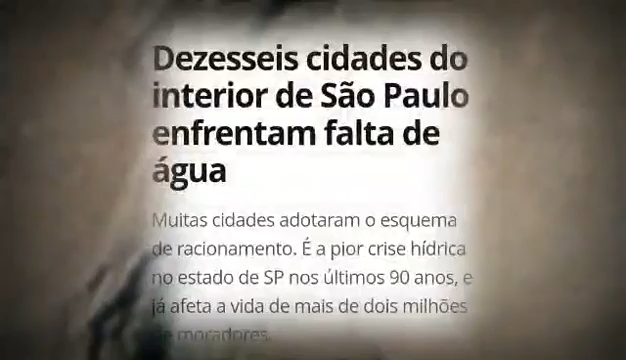 Dezesseis cidades do
interior de São Paulo
enfrentam falta de
água
Muitas cidades adotaram o esquema
de racionamento. É a pior crise hídrica
no estado de SP nos últimos 90 anos, e
já afeta a vida de mais de dois milhões
de moradores.